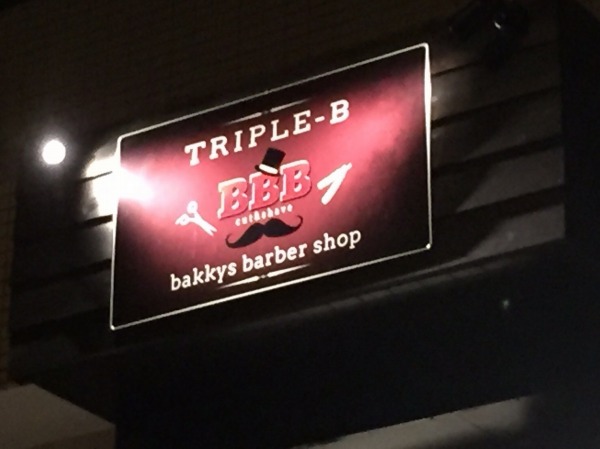 TRIPLE-B
BBB
cut&shave
bakkys barber shop